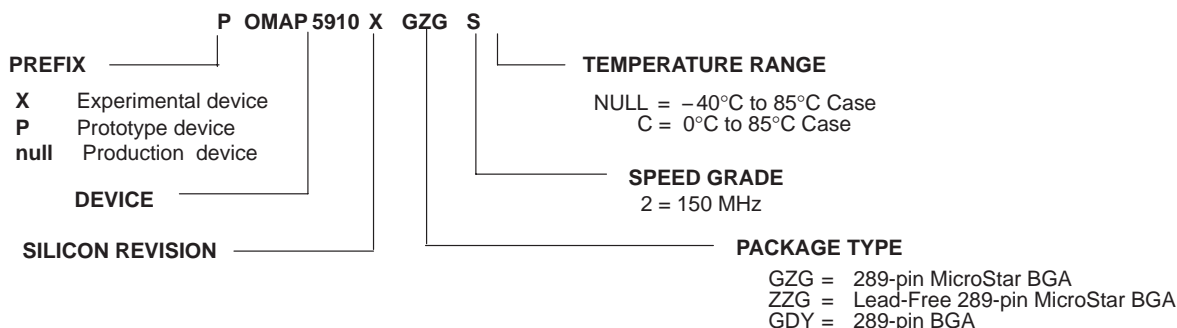 P OMAP 5910 X GZG S
PREFIX
X Experimental device
P Prototype device
null Production device
DEVICE
SILICON REVISION
TEMPERATURE RANGE
NULL = –40°C to 85°C Case
C = 0°C to 85°C Case
SPEED GRADE
2 = 150 MHz
PACKAGE TYPE
GZG = 289-pin MicroStar BGA
ZZG = Lead-Free 289-pin MicroStar BGA
GDY = 289-pin BGA